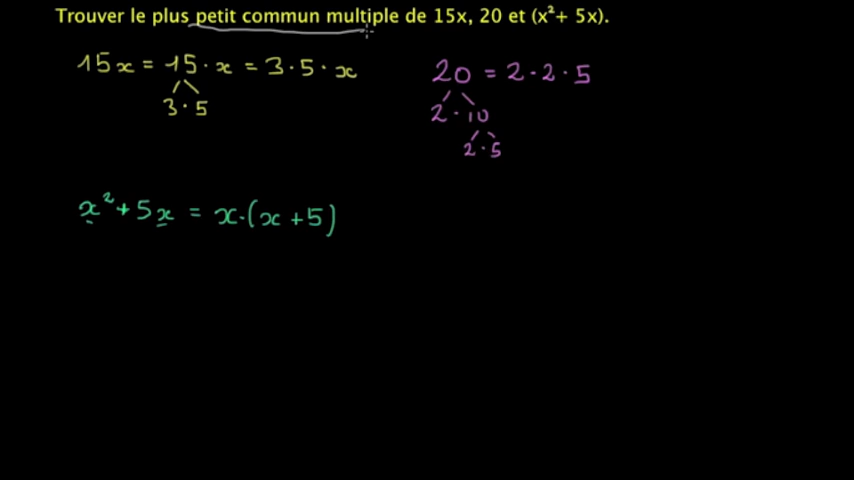 Trouver le plus petit commun multiple de 15x, 20 et (x²+ 5x).
15x = 15·x = 3·5·x
3·5
20 = 2·2·5
2·10
2·5
x²+5x = x·(x+5)